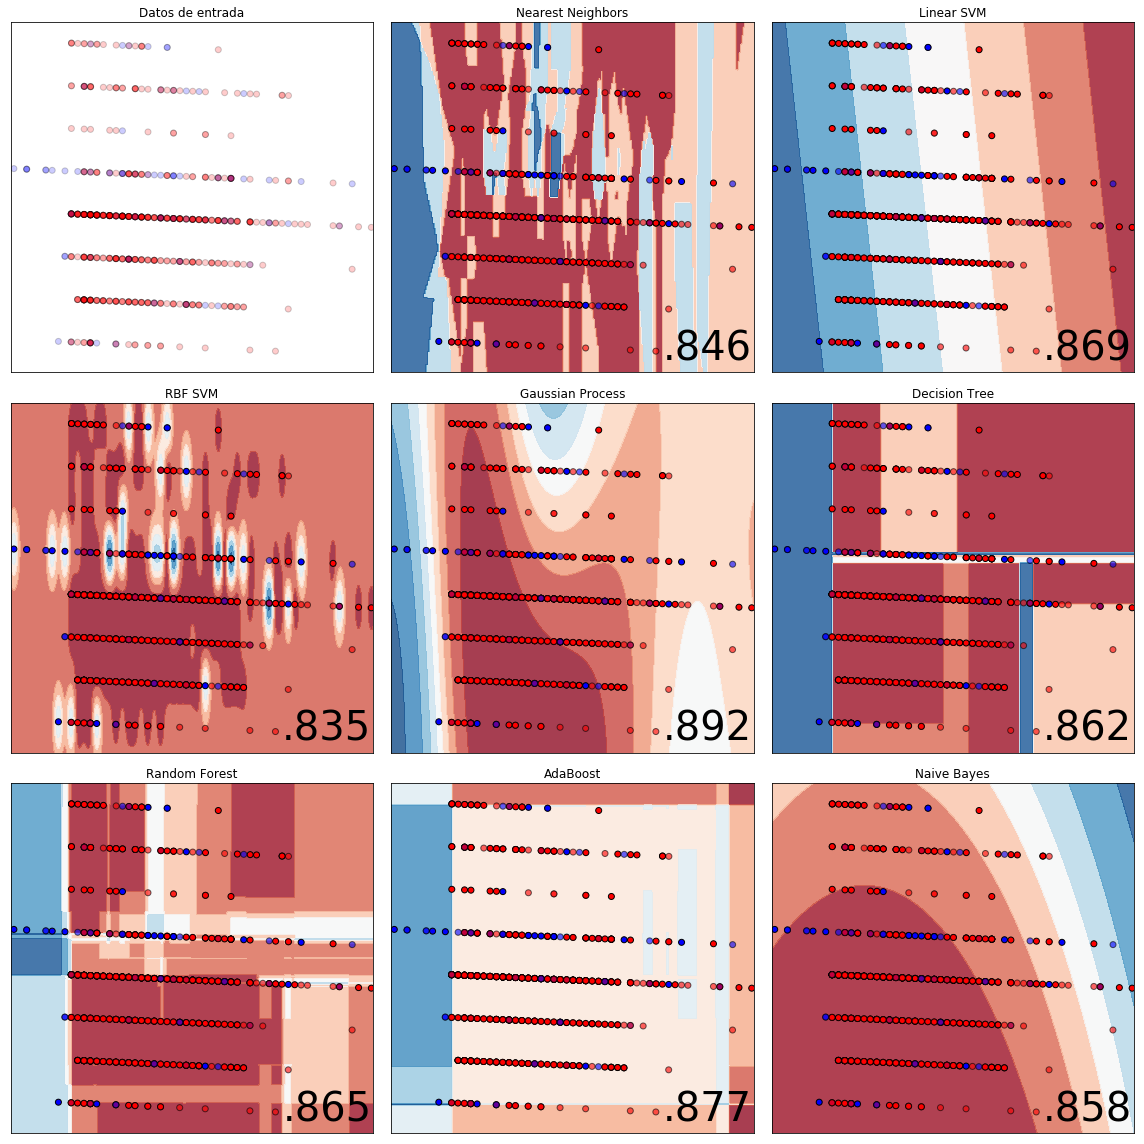 Datos de entrada
Nearest Neighbors
.846
Linear SVM
.869
RBF SVM
.835
Gaussian Process
.892
Decision Tree
.862
Random Forest
.865
AdaBoost
.877
Naive Bayes
.858